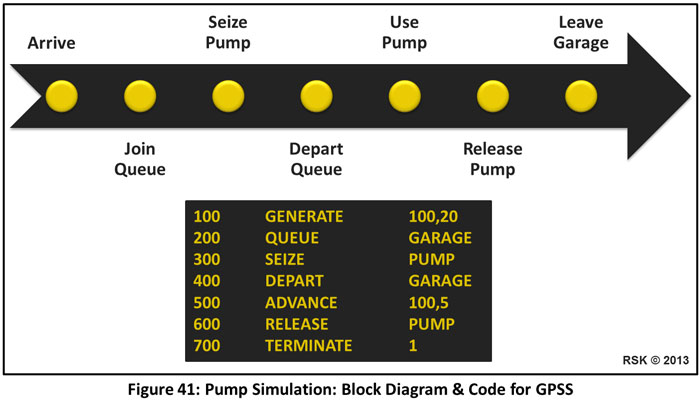 Arrive
Seize
Pump
Use
Pump
Leave
Garage
Join
Queue
Depart
Queue
Release
Pump
100 GENERATE 100,20
200 QUEUE GARAGE
300 SEIZE PUMP
400 DEPART GARAGE
500 ADVANCE 100,5
600 RELEASE PUMP
700 TERMINATE 1
RSK © 2013
Figure 41: Pump Simulation: Block Diagram & Code for GPSS